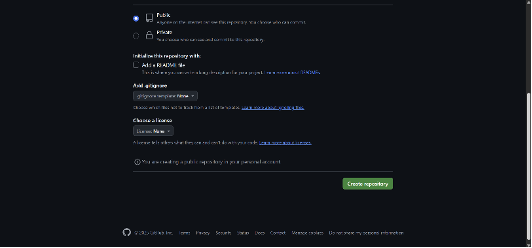 Public
Anyone on the internet can see this repository. You choose who can commit.
Private
You choose who can see and commit to this repository.
Initialize this repository with:
Add a README file
This is where you can write a long description for your project. Learn more about READMEs.
Add .gitignore
.gitignore template: None
Choose which files not to track from a list of templates. Learn more about ignoring files.
Choose a license
License: None
A license tells others what they can and can't do with your code. Learn more about licenses.
You are creating a public repository in your personal account.
Create repository
© 2023 GitHub, Inc. Terms Privacy Security Status Docs Contact Manage cookies Do not share my personal information